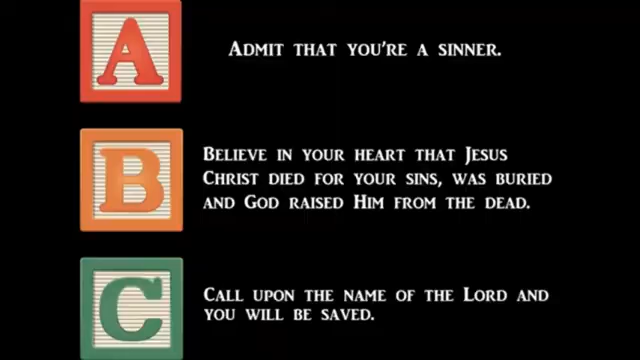 A
ADMIT THAT YOU'RE A SINNER.
B
BELIEVE IN YOUR HEART THAT JESUS
CHRIST DIED FOR YOUR SINS, WAS BURIED
AND GOD RAISED HIM FROM THE DEAD.
C
CALL UPON THE NAME OF THE LORD AND
YOU WILL BE SAVED.